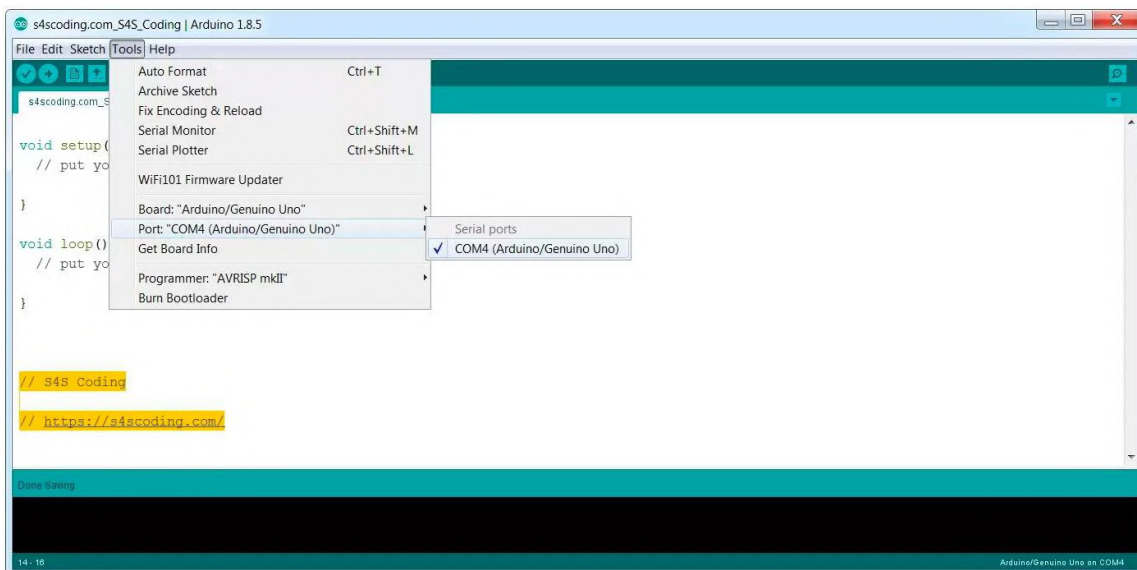 s4scoding.com_S4S_Coding | Arduino 1.8.5
File Edit Sketch Tools Help
s4scoding.com_S
Auto Format Ctrl+T
Archive Sketch
Fix Encoding & Reload
Serial Monitor Ctrl+Shift+M
Serial Plotter Ctrl+Shift+L
WiFi101 Firmware Updater
Board: "Arduino/Genuino Uno"
Port: "COM4 (Arduino/Genuino Uno)"
Get Board Info
Programmer: "AVRISP mkII"
Burn Bootloader
Serial ports
COM4 (Arduino/Genuino Uno)
void setup(
// put yo
}
void loop()
// put yo
}
// S4S Coding
// https://s4scoding.com/
Done Saving.
14 - 16 Arduino/Genuino Uno on COM4